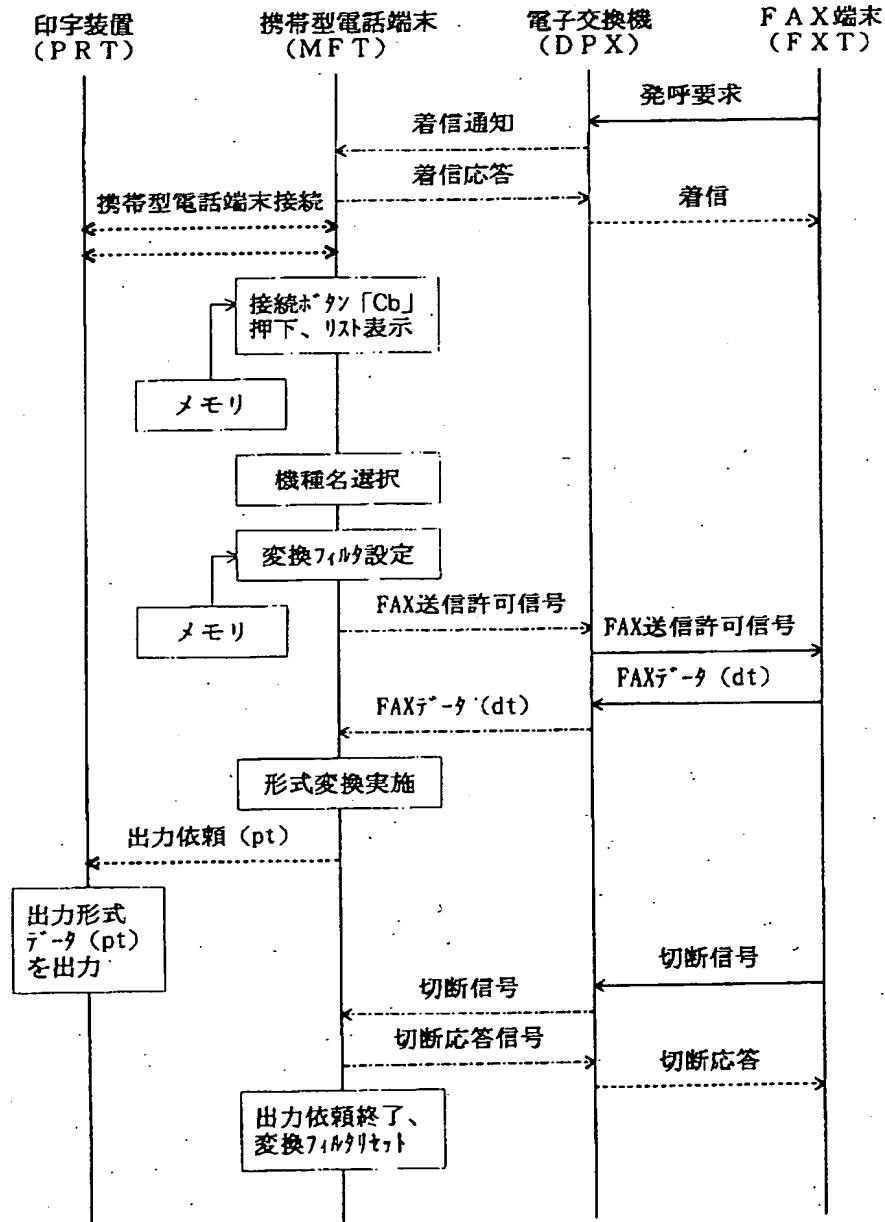 印字装置
(PRT)
携帯型電話端末
(MFT)
電子交換機
(DPX)
FAX端末
(FXT)
発呼要求
着信通知
着信応答
着信
携帯型電話端末接続
接続ボタン「Cb」
押下、リスト表示
メモリ
機種名選択
変換フィルタ設定
メモリ
FAX送信許可信号
FAX送信許可信号
FAXデータ(dt)
FAXデータ(dt)
形式変換実施
出力依頼(pt)
出力形式
データ(pt)
を出力
切断信号
切断信号
切断応答信号
切断応答
出力依頼終了、
変換フィルタリセット